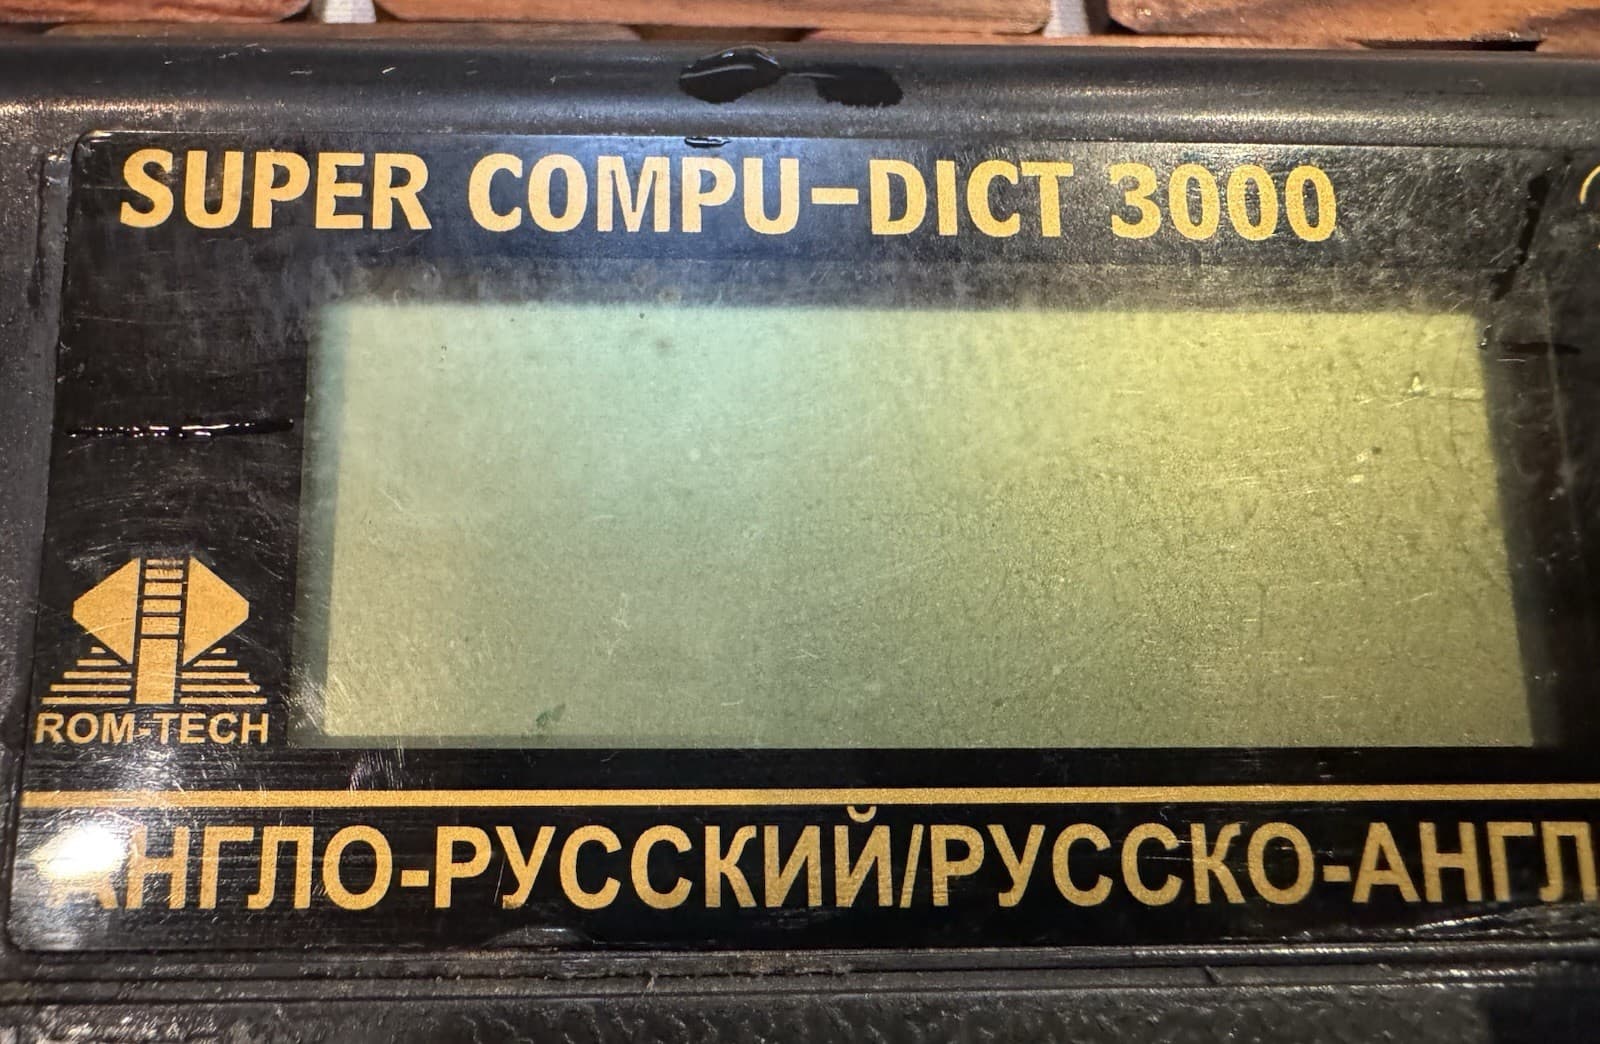 SUPER COMPU-DICT 3000
ROM-TECH
АНГЛО-РУССКИЙ/РУССКО-АНГЛ